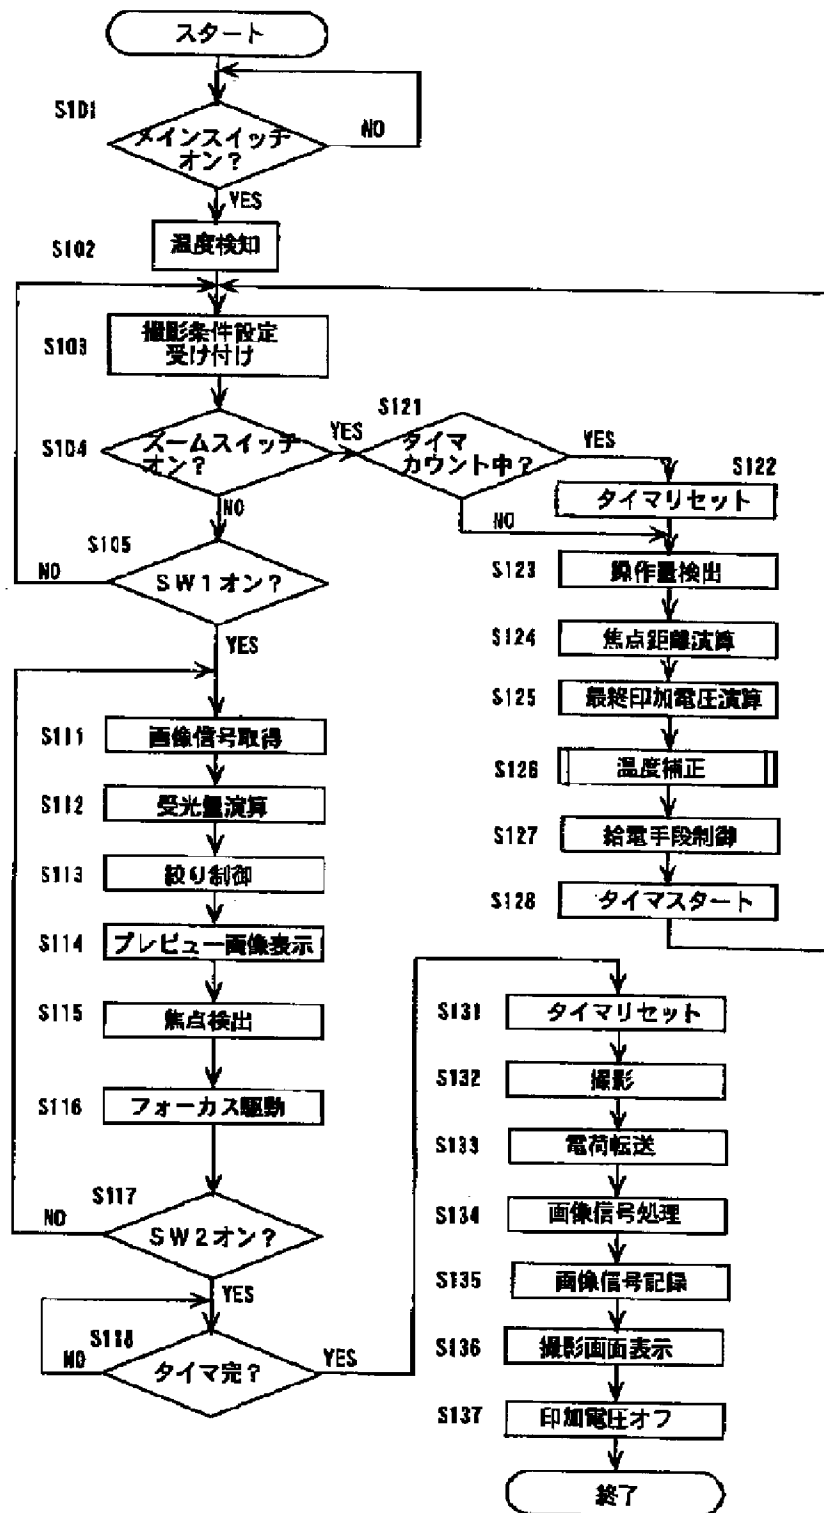 スタート
S101
メインスイッチ
オン？
NO
YES
S102
温度検知
S103
撮影条件設定
受け付け
S104
ズームスイッチ
オン？
YES
NO
S121
タイマ
カウント中？
YES
NO
S122
タイマリセット
S105
SW1オン？
NO
YES
S123
操作量検出
S124
焦点距離演算
S125
最終印加電圧演算
S126
温度補正
S127
給電手段制御
S128
タイマスタート
S111
画像信号取得
S112
受光量演算
S113
絞り制御
S114
プレビュー画像表示
S115
焦点検出
S116
フォーカス駆動
S117
SW2オン？
NO
YES
S118
タイマ完？
NO
YES
S131
タイマリセット
S132
撮影
S133
電荷転送
S134
画像信号処理
S135
画像信号記録
S136
撮影画面表示
S137
印加電圧オフ
終了